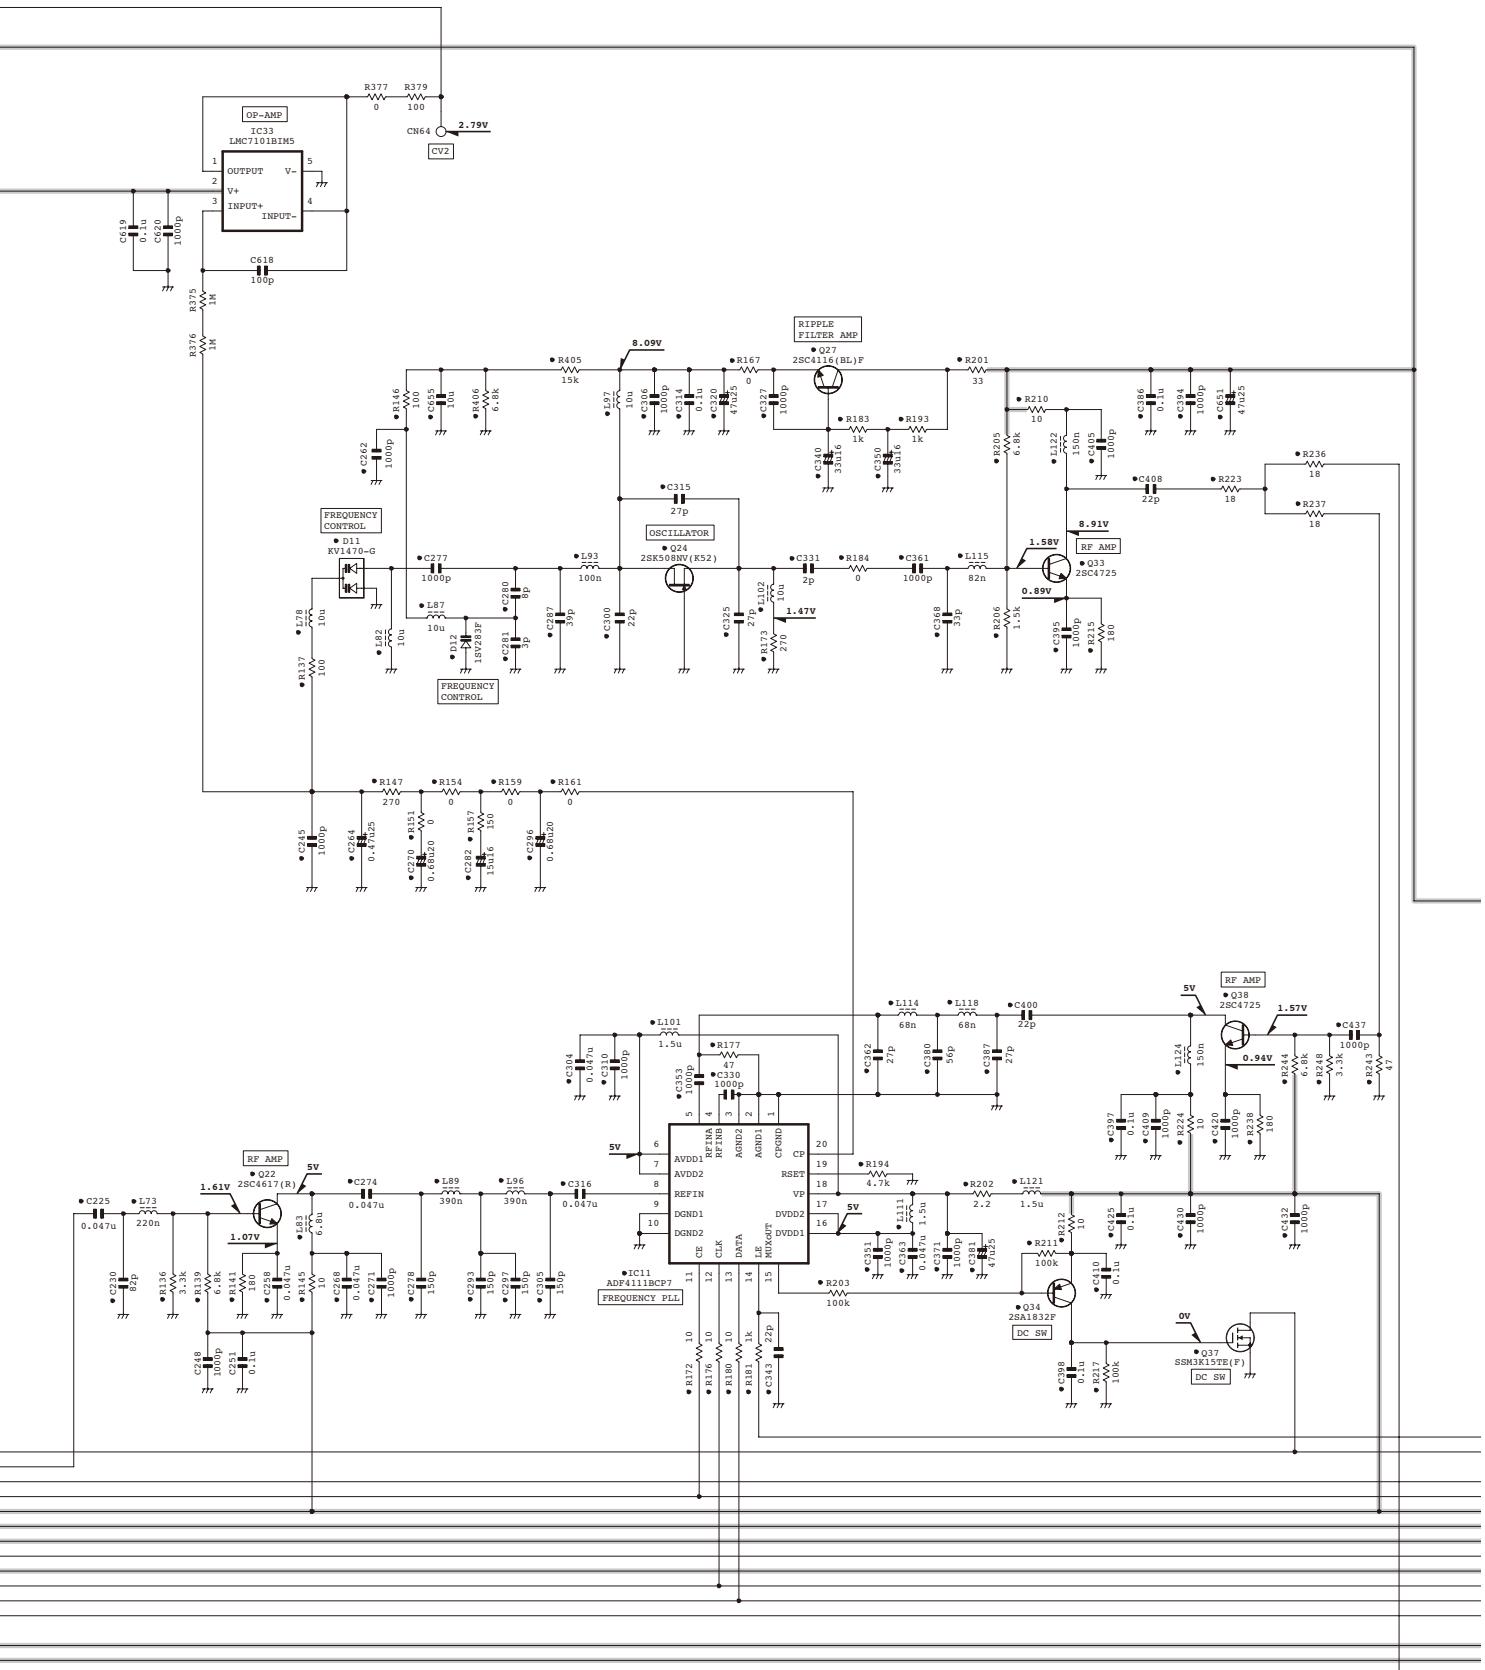 R377
0
R379
100
OP-AMP
IC33
LMC7101BIM5
CN64
2.79V
CV2
1
OUTPUT
V-
5
2
V+
3
INPUT+
INPUT-
4
C619
0.1u
C620
1000p
C618
100p
R375
1M
R376
1M
RIPPLE
FILTER AMP
Q27
2SC4116(BL)F
8.09V
R405
15k
R167
0
R201
33
R146
100
C655
10u
R406
6.8k
L97
10u
C306
1000p
C314
0.1u
C320
47u25
C327
1000p
R183
1k
R193
1k
C340
33u16
C350
33u16
R210
10
R205
6.8k
L122
150n
C405
1000p
C386
0.1u
C394
1000p
C651
47u25
C262
1000p
R236
18
C408
22p
R223
18
R237
18
C315
27p
FREQUENCY
CONTROL
D11
KV1470-G
OSCILLATOR
Q24
2SK508NV(K52)
8.91V
1.58V
RF AMP
Q33
2SC4725
C277
1000p
L93
100n
C331
2p
R184
0
C361
1000p
L115
82n
0.89V
C280
8p
L102
10u
1.47V
L78
10u
L82
10u
L87
10u
D12
1SV283F
C281
3p
C287
39p
C300
22p
C325
27p
R173
270
C368
33p
R206
1.5k
C395
1000p
R215
180
R137
100
FREQUENCY
CONTROL
R147
270
R154
0
R159
0
R161
0
C245
1000p
C264
0.47u25
R151
0
C270
0.68u20
R157
150
C282
15u16
C296
0.68u20
RF AMP
Q38
2SC4725
5V
1.57V
L114
68n
L118
68n
C400
22p
C437
1000p
L101
1.5u
R177
47
C330
1000p
C304
0.047u
C310
1000p
C353
1000p
C362
27p
C380
56p
C387
27p
L124
150n
0.94V
R244
6.8k
R248
3.3k
R243
47
C397
0.1u
C409
1000p
R224
10
C420
1000p
R238
180
5
4
3
2
1
RFINA
RFINB
AGND2
AGND1
CPGND
5V
6
AVDD1
CP
20
7
AVDD2
RSET
19
8
REFIN
VP
18
9
DGND1
DVDD2
17
10
DGND2
DVDD1
16
CE
CLK
DATA
LE
MUXoUT
11
12
13
14
15
IC11
ADF4111BCP7
FREQUENCY PLL
R194
4.7k
R202
2.2
L121
1.5u
5V
L111
1.5u
C351
1000p
C363
0.047u
C371
1000p
C381
47u25
R212
10
C425
0.1u
C430
1000p
C432
1000p
R211
100k
C410
0.1u
R203
100k
Q34
2SA1832F
DC SW
0V
Q37
SSM3K15TE(F)
DC SW
C398
0.1u
R217
100k
RF AMP
Q22
2SC4617(R)
5V
1.61V
1.07V
C225
0.047u
L73
220n
L83
6.8u
C274
0.047u
L89
390n
L96
390n
C316
0.047u
C230
82p
R136
3.3k
R139
6.8k
R141
180
C258
0.047u
R145
10
C268
0.047u
C271
1000p
C278
150p
C293
150p
C297
150p
C305
150p
C248
1000p
C251
0.1u
R172
10
R176
10
R180
10
R181
1k
C343
22p